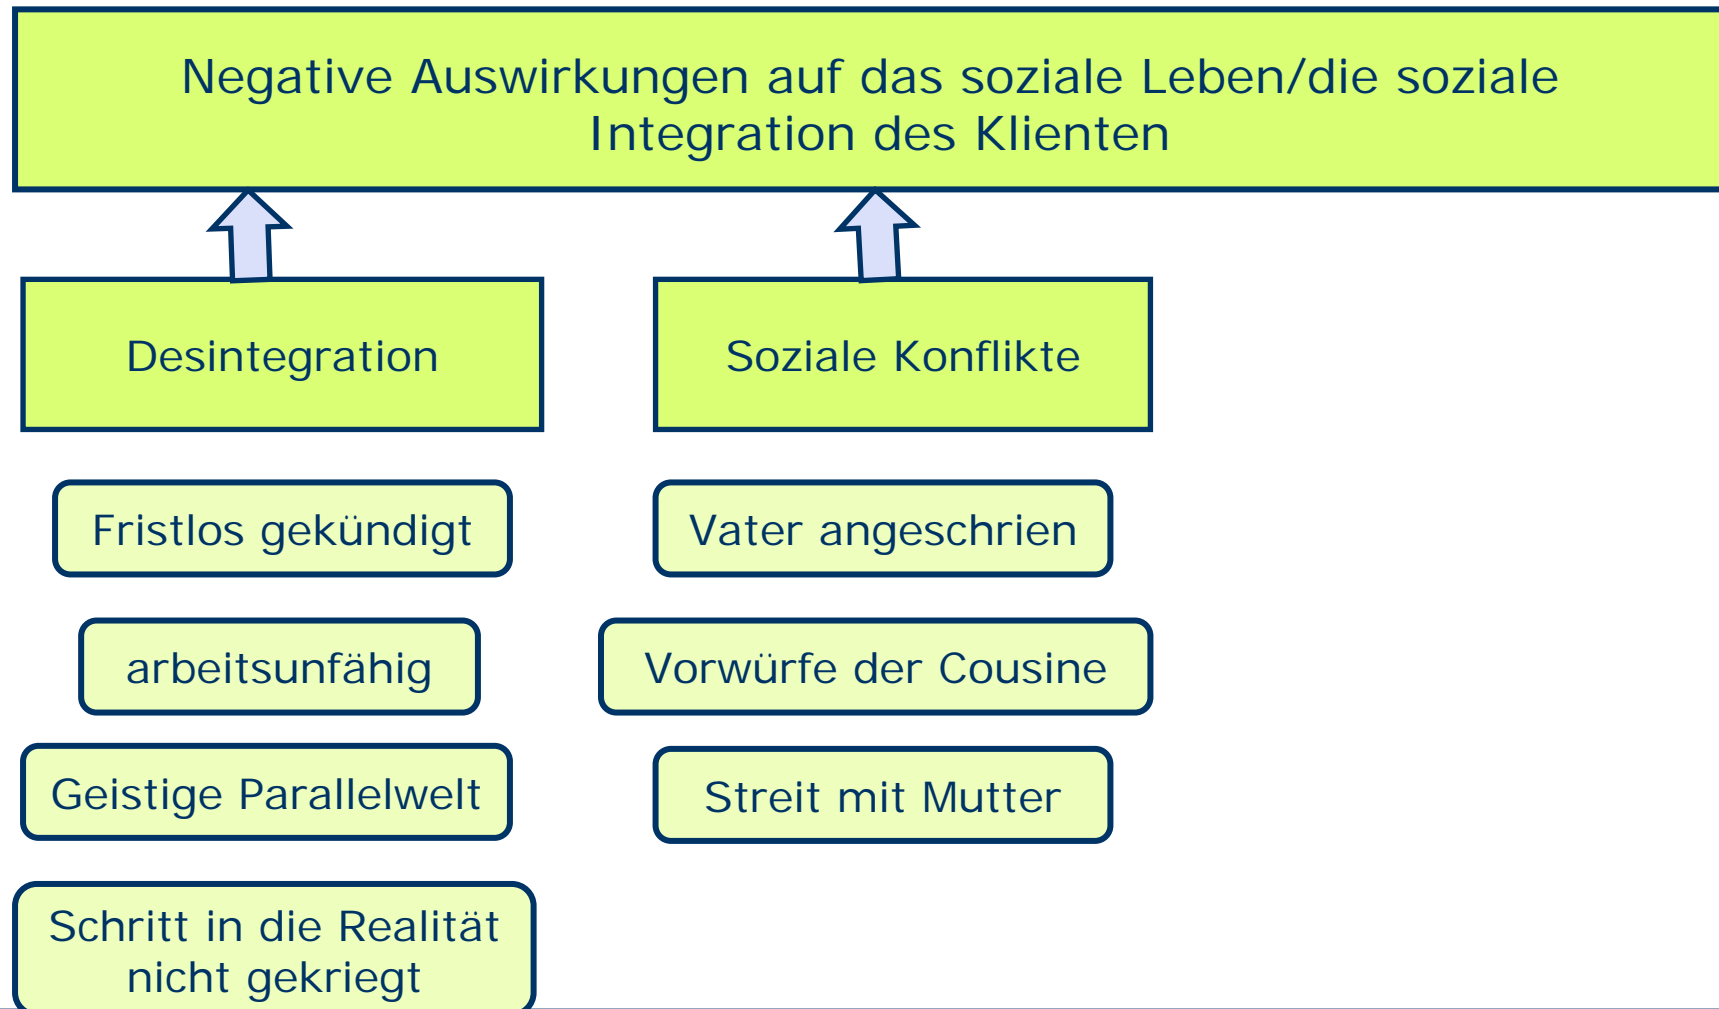 Negative Auswirkungen auf das soziale Leben/die soziale
Integration des Klienten
Desintegration
Soziale Konflikte
Fristlos gekündigt
Vater angeschrien
arbeitsunfähig
Vorwürfe der Cousine
Geistige Parallelwelt
Streit mit Mutter
Schritt in die Realität
nicht gekriegt